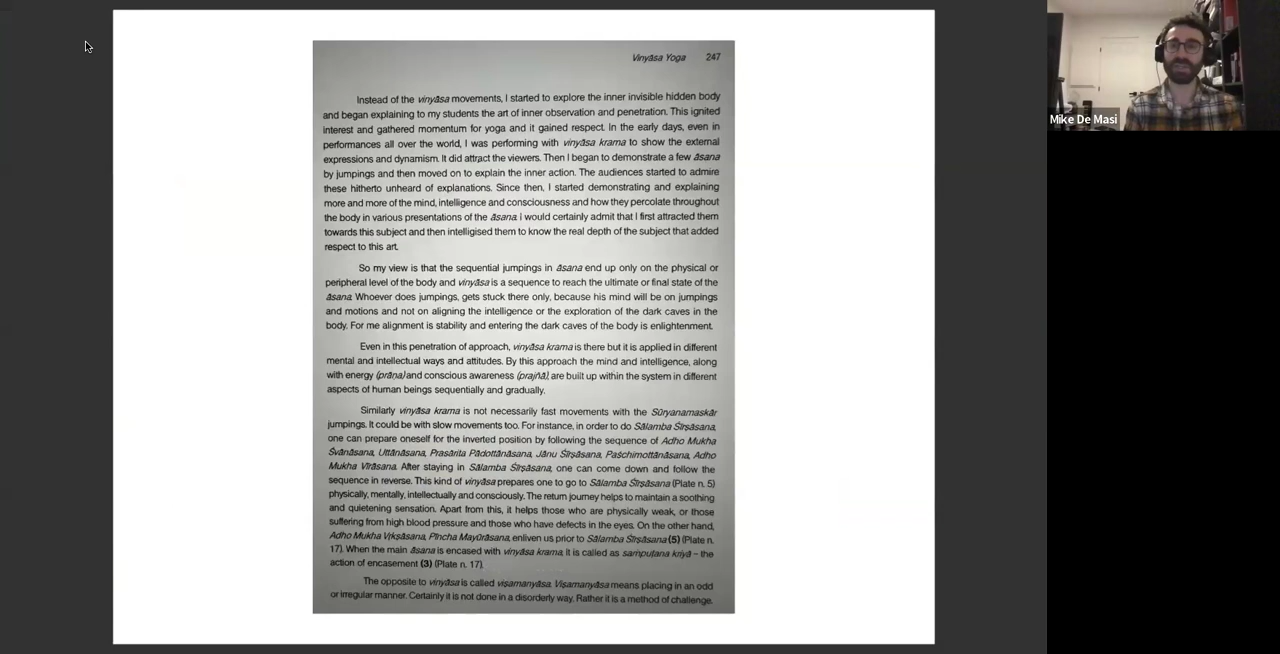 Vinyāsa Yoga 247
Instead of the vinyāsa movements, I started to explore the inner invisible hidden body
and began explaining to my students the art of inner observation and penetration. This ignited
interest and gathered momentum for yoga and it gained respect. In the early days, even in
performances all over the world, I was performing with vinyāsa krama to show the external
expressions and dynamism. It did attract the viewers. Then I began to demonstrate a few āsana
by jumpings and then moved on to explain the inner action. The audiences started to admire
these hitherto unheard of explanations. Since then, I started demonstrating and explaining
more and more of the mind, intelligence and consciousness and how they percolate throughout
the body in various presentations of the āsana. I would certainly admit that I first attracted them
towards this subject and then intelligised them to know the real depth of the subject that added
respect to this art.
So my view is that the sequential jumpings in āsana end up only on the physical or
peripheral level of the body and vinyāsa is a sequence to reach the ultimate or final state of the
āsana. Whoever does jumpings, gets stuck there only, because his mind will be on jumpings
and motions and not on aligning the intelligence or the exploration of the dark caves in the
body. For me alignment is stability and entering the dark caves of the body is enlightenment.
Even in this penetration of approach, vinyāsa krama is there but it is applied in different
mental and intellectual ways and attitudes. By this approach the mind and intelligence, along
with energy (prāṇa) and conscious awareness (prajñā), are built up within the system in different
aspects of human beings sequentially and gradually.
Similarly vinyāsa krama is not necessarily fast movements with the Sūryanamaskār
jumpings. It could be with slow movements too. For instance, in order to do Sālamba Śīrṣāsana,
one can prepare oneself for the inverted position by following the sequence of Adho Mukha
Śvānāsana, Uttānāsana, Prasārita Pādottānāsana, Jānu Śīrṣāsana, Paśchimottānāsana, Adho
Mukha Vīrāsana. After staying in Sālamba Śīrṣāsana, one can come down and follow the
sequence in reverse. This kind of vinyāsa prepares one to go to Sālamba Śīrṣāsana (Plate n. 5)
physically, mentally, intellectually and consciously. The return journey helps to maintain a soothing
and quietening sensation. Apart from this, it helps those who are physically weak, or those
suffering from high blood pressure and those who have defects in the eyes. On the other hand,
Adho Mukha Vṛkṣāsana, Pīncha Mayūrāsana, enliven us prior to Sālamba Śīrṣāsana (5) (Plate n.
17). When the main āsana is encased with vinyāsa krama, it is called as saṁpuṭana kriyā – the
action of encasement (3) (Plate n. 17).
The opposite to vinyāsa is called viṣamanyāsa. Viṣamanyāsa means placing in an odd
or irregular manner. Certainly it is not done in a disorderly way. Rather it is a method of challenge.
Mike De Masi